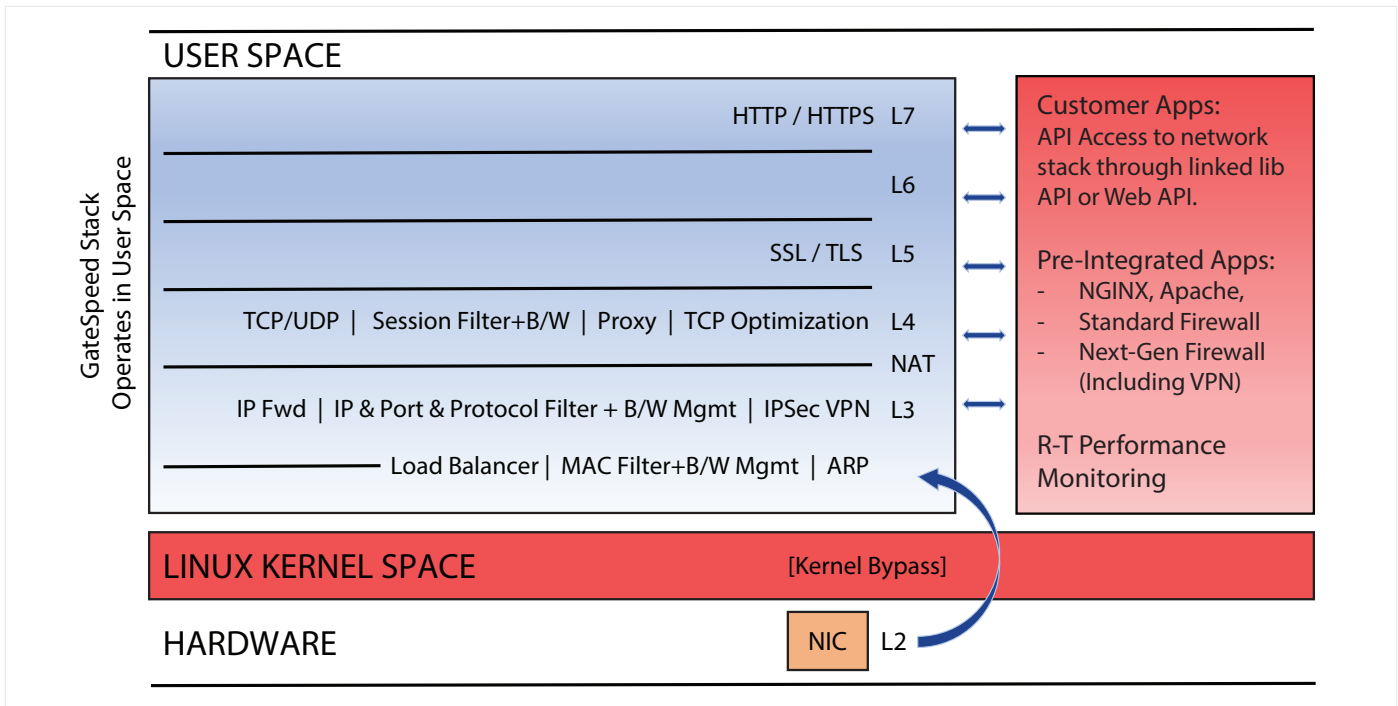 USER SPACE
GateSpeed Stack
Operates in User Space
HTTP / HTTPS L7
L6
SSL / TLS L5
TCP/UDP | Session Filter+B/W | Proxy | TCP Optimization L4
NAT
IP Fwd | IP & Port & Protocol Filter + B/W Mgmt | IPSec VPN L3
Load Balancer | MAC Filter+B/W Mgmt | ARP
Customer Apps:
API Access to network
stack through linked lib
API or Web API.
Pre-Integrated Apps:
- NGINX, Apache,
- Standard Firewall
- Next-Gen Firewall
(Including VPN)
R-T Performance
Monitoring
LINUX KERNEL SPACE [Kernel Bypass]
HARDWARE NIC L2